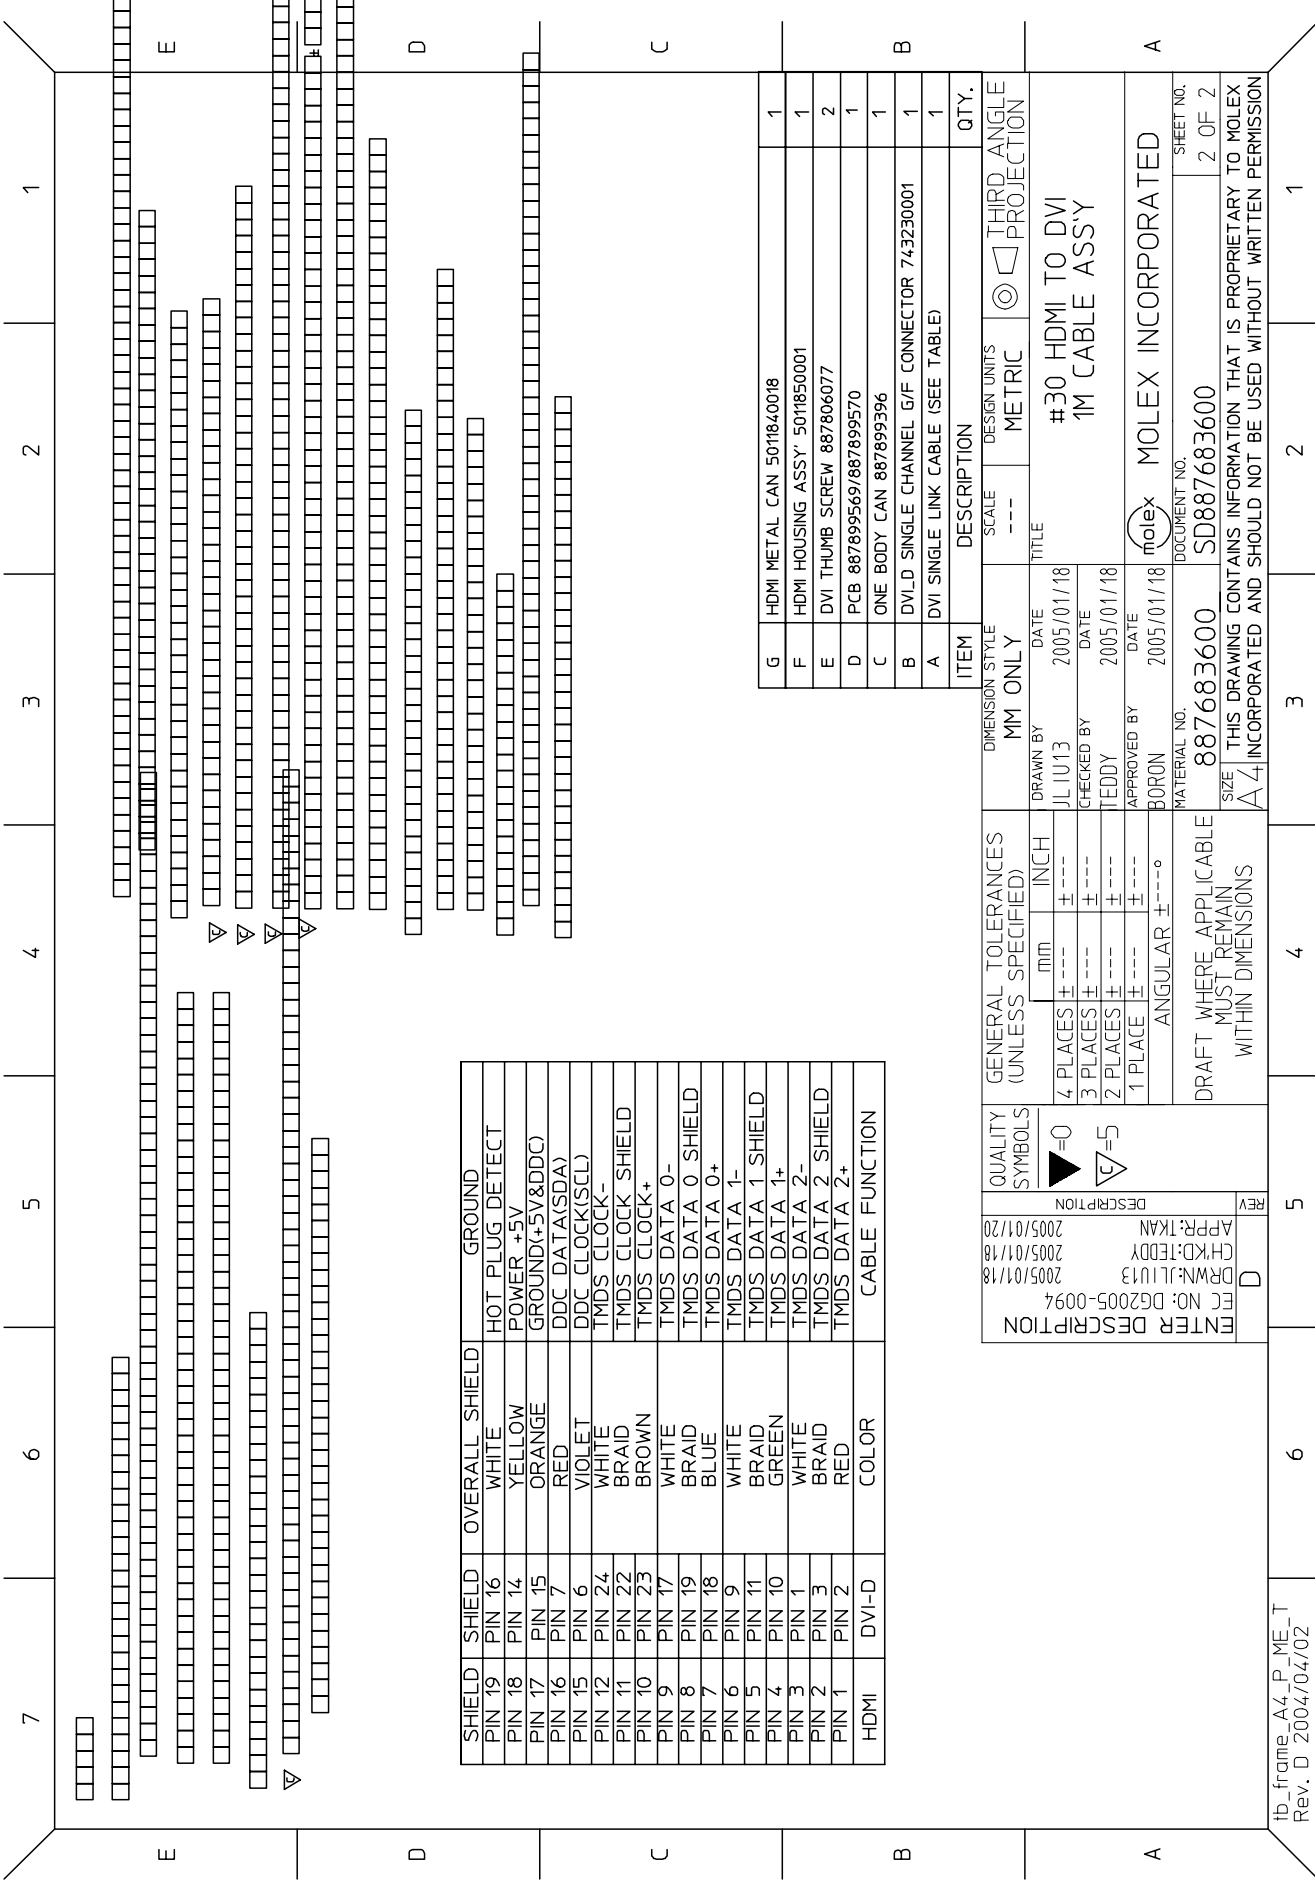 7 6 5 4 3 2 1
E
D
C
B
A
E
D
C
B
A
7 6 5 4 3 2 1
±
SHIELD SHIELD OVERALL SHIELD GROUND
PIN 19 PIN 16 WHITE HOT PLUG DETECT
PIN 18 PIN 14 YELLOW POWER +5V
PIN 17 PIN 15 ORANGE GROUND(+5V&DDC)
PIN 16 PIN 7 RED DDC DATA(SDA)
PIN 15 PIN 6 VIOLET DDC CLOCK(SCL)
PIN 12 PIN 24 WHITE TMDS CLOCK-
PIN 11 PIN 22 BRAID TMDS CLOCK SHIELD
PIN 10 PIN 23 BROWN TMDS CLOCK+
PIN 9 PIN 17 WHITE TMDS DATA 0-
PIN 8 PIN 19 BRAID TMDS DATA 0 SHIELD
PIN 7 PIN 18 BLUE TMDS DATA 0+
PIN 6 PIN 9 WHITE TMDS DATA 1-
PIN 5 PIN 11 BRAID TMDS DATA 1 SHIELD
PIN 4 PIN 10 GREEN TMDS DATA 1+
PIN 3 PIN 1 WHITE TMDS DATA 2-
PIN 2 PIN 3 BRAID TMDS DATA 2 SHIELD
PIN 1 PIN 2 RED TMDS DATA 2+
HDMI DVI-D COLOR CABLE FUNCTION
G HDMI METAL CAN 5011840018 1
F HDMI HOUSING ASSY' 5011850001 1
E DVI THUMB SCREW 887806077 2
D PCB 887899569/887899570 1
C ONE BODY CAN 887899396 1
B DVI_D SINGLE CHANNEL G/F CONNECTOR 743230001 1
A DVI SINGLE LINK CABLE (SEE TABLE) 1
ITEM DESCRIPTION QTY.
ENTER DESCRIPTION
EC NO: DG2005-0094
DRWN:JLIU13 2005/01/18
CH'KD:TEDDY 2005/01/18
APPR:TKAN 2005/01/20
D
REV
DESCRIPTION
QUALITY
SYMBOLS
=0
C =5
GENERAL TOLERANCES
(UNLESS SPECIFIED)
mm INCH
4 PLACES ±---- ±----
3 PLACES ±---- ±----
2 PLACES ±---- ±----
1 PLACE ±---- ±----
ANGULAR ±----°
DRAFT WHERE APPLICABLE
MUST REMAIN
WITHIN DIMENSIONS
DIMENSION STYLE
MM ONLY
SCALE
---
DESIGN UNITS
METRIC
THIRD ANGLE
PROJECTION
DRAWN BY DATE
JLIU13 2005/01/18
CHECKED BY DATE
TEDDY 2005/01/18
APPROVED BY DATE
BORON 2005/01/18
TITLE
#30 HDMI TO DVI
1M CABLE ASS'Y
molex MOLEX INCORPORATED
MATERIAL NO.
887683600
DOCUMENT NO.
SD887683600
SHEET NO.
2 OF 2
SIZE
A4
THIS DRAWING CONTAINS INFORMATION THAT IS PROPRIETARY TO MOLEX
INCORPORATED AND SHOULD NOT BE USED WITHOUT WRITTEN PERMISSION
tb_frame_A4_P_ME_T
Rev. D 2004/04/02